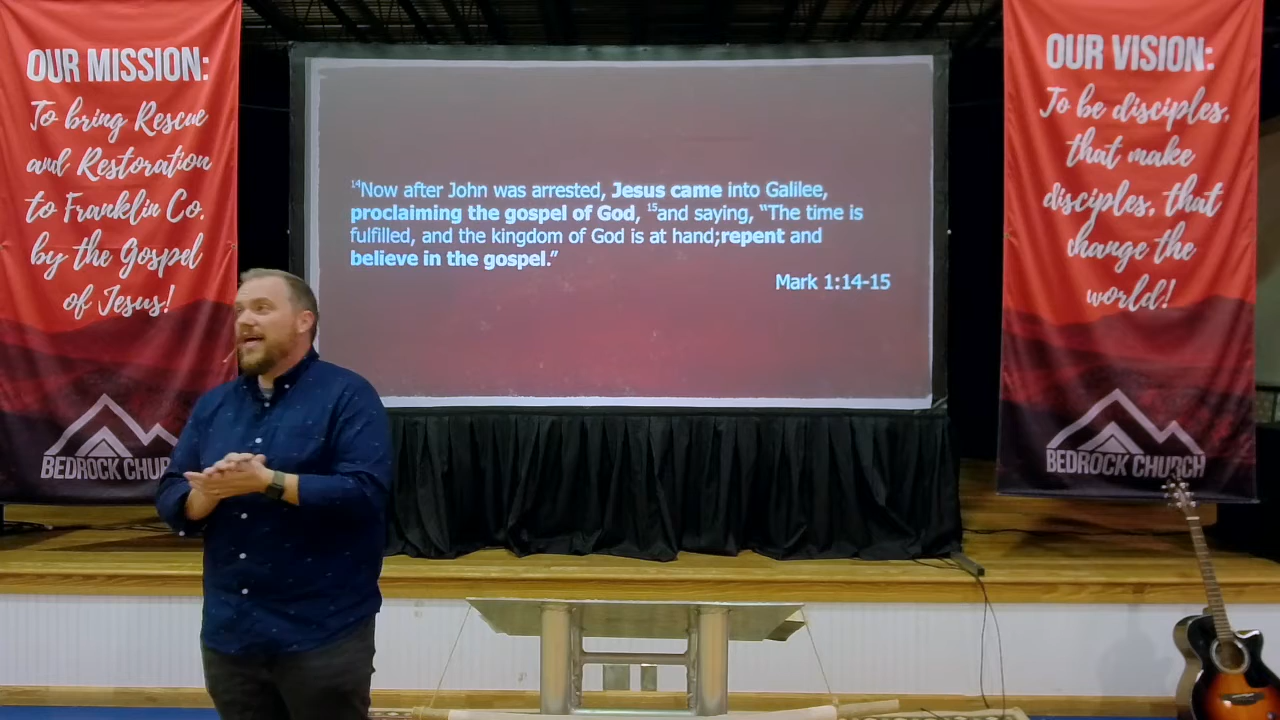 OUR MISSION:
To bring Rescue
and Restoration
to Franklin Co.
by the Gospel
of Jesus!
BEDROCK
¹⁴Now after John was arrested, Jesus came into Galilee,
proclaiming the gospel of God, ¹⁵and saying, “The time is
fulfilled, and the kingdom of God is at hand;repent and
believe in the gospel.”
Mark 1:14-15
OUR VISION:
To be disciples,
that make
disciples, that
change the
world!
BEDROCK CHURCH